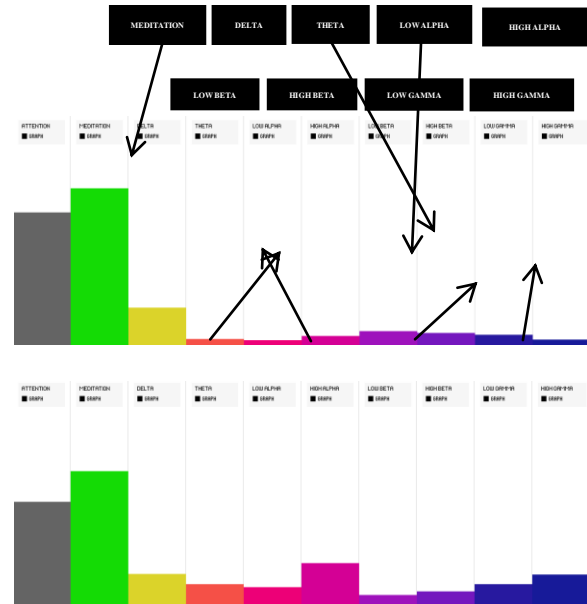 MEDITATION DELTA THETA LOW ALPHA HIGH ALPHA
LOW BETA HIGH BETA LOW GAMMA HIGH GAMMA
ATTENTION MEDITATION DELTA THETA LOW ALPHA HIGH ALPHA LOW BETA HIGH BETA LOW GAMMA HIGH GAMMA
GRAPH GRAPH GRAPH GRAPH GRAPH GRAPH GRAPH GRAPH GRAPH GRAPH
ATTENTION MEDITATION DELTA THETA LOW ALPHA HIGH ALPHA LOW BETA HIGH BETA LOW GAMMA HIGH GAMMA
GRAPH GRAPH GRAPH GRAPH GRAPH GRAPH GRAPH GRAPH GRAPH GRAPH